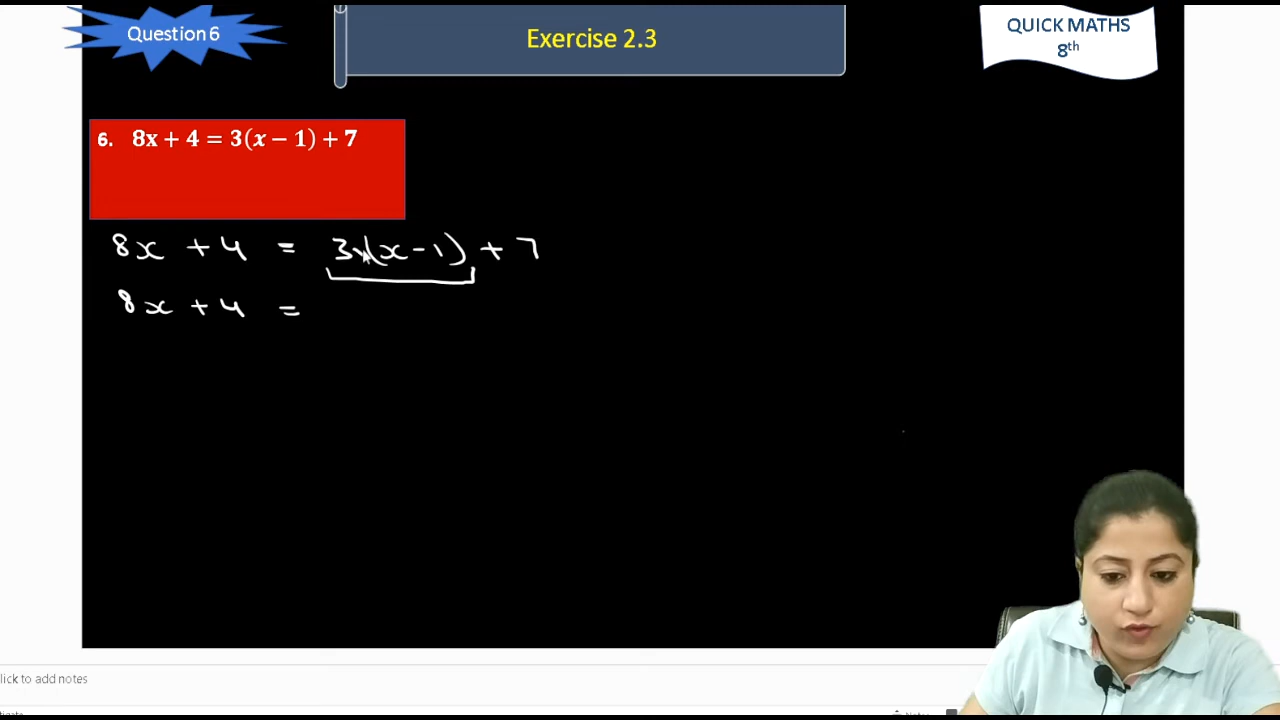 Question 6
Exercise 2.3
QUICK MATHS
8th
6. 8x + 4 = 3(x − 1) + 7
8x + 4 = 3×(x − 1) + 7
8x + 4 =
lick to add notes